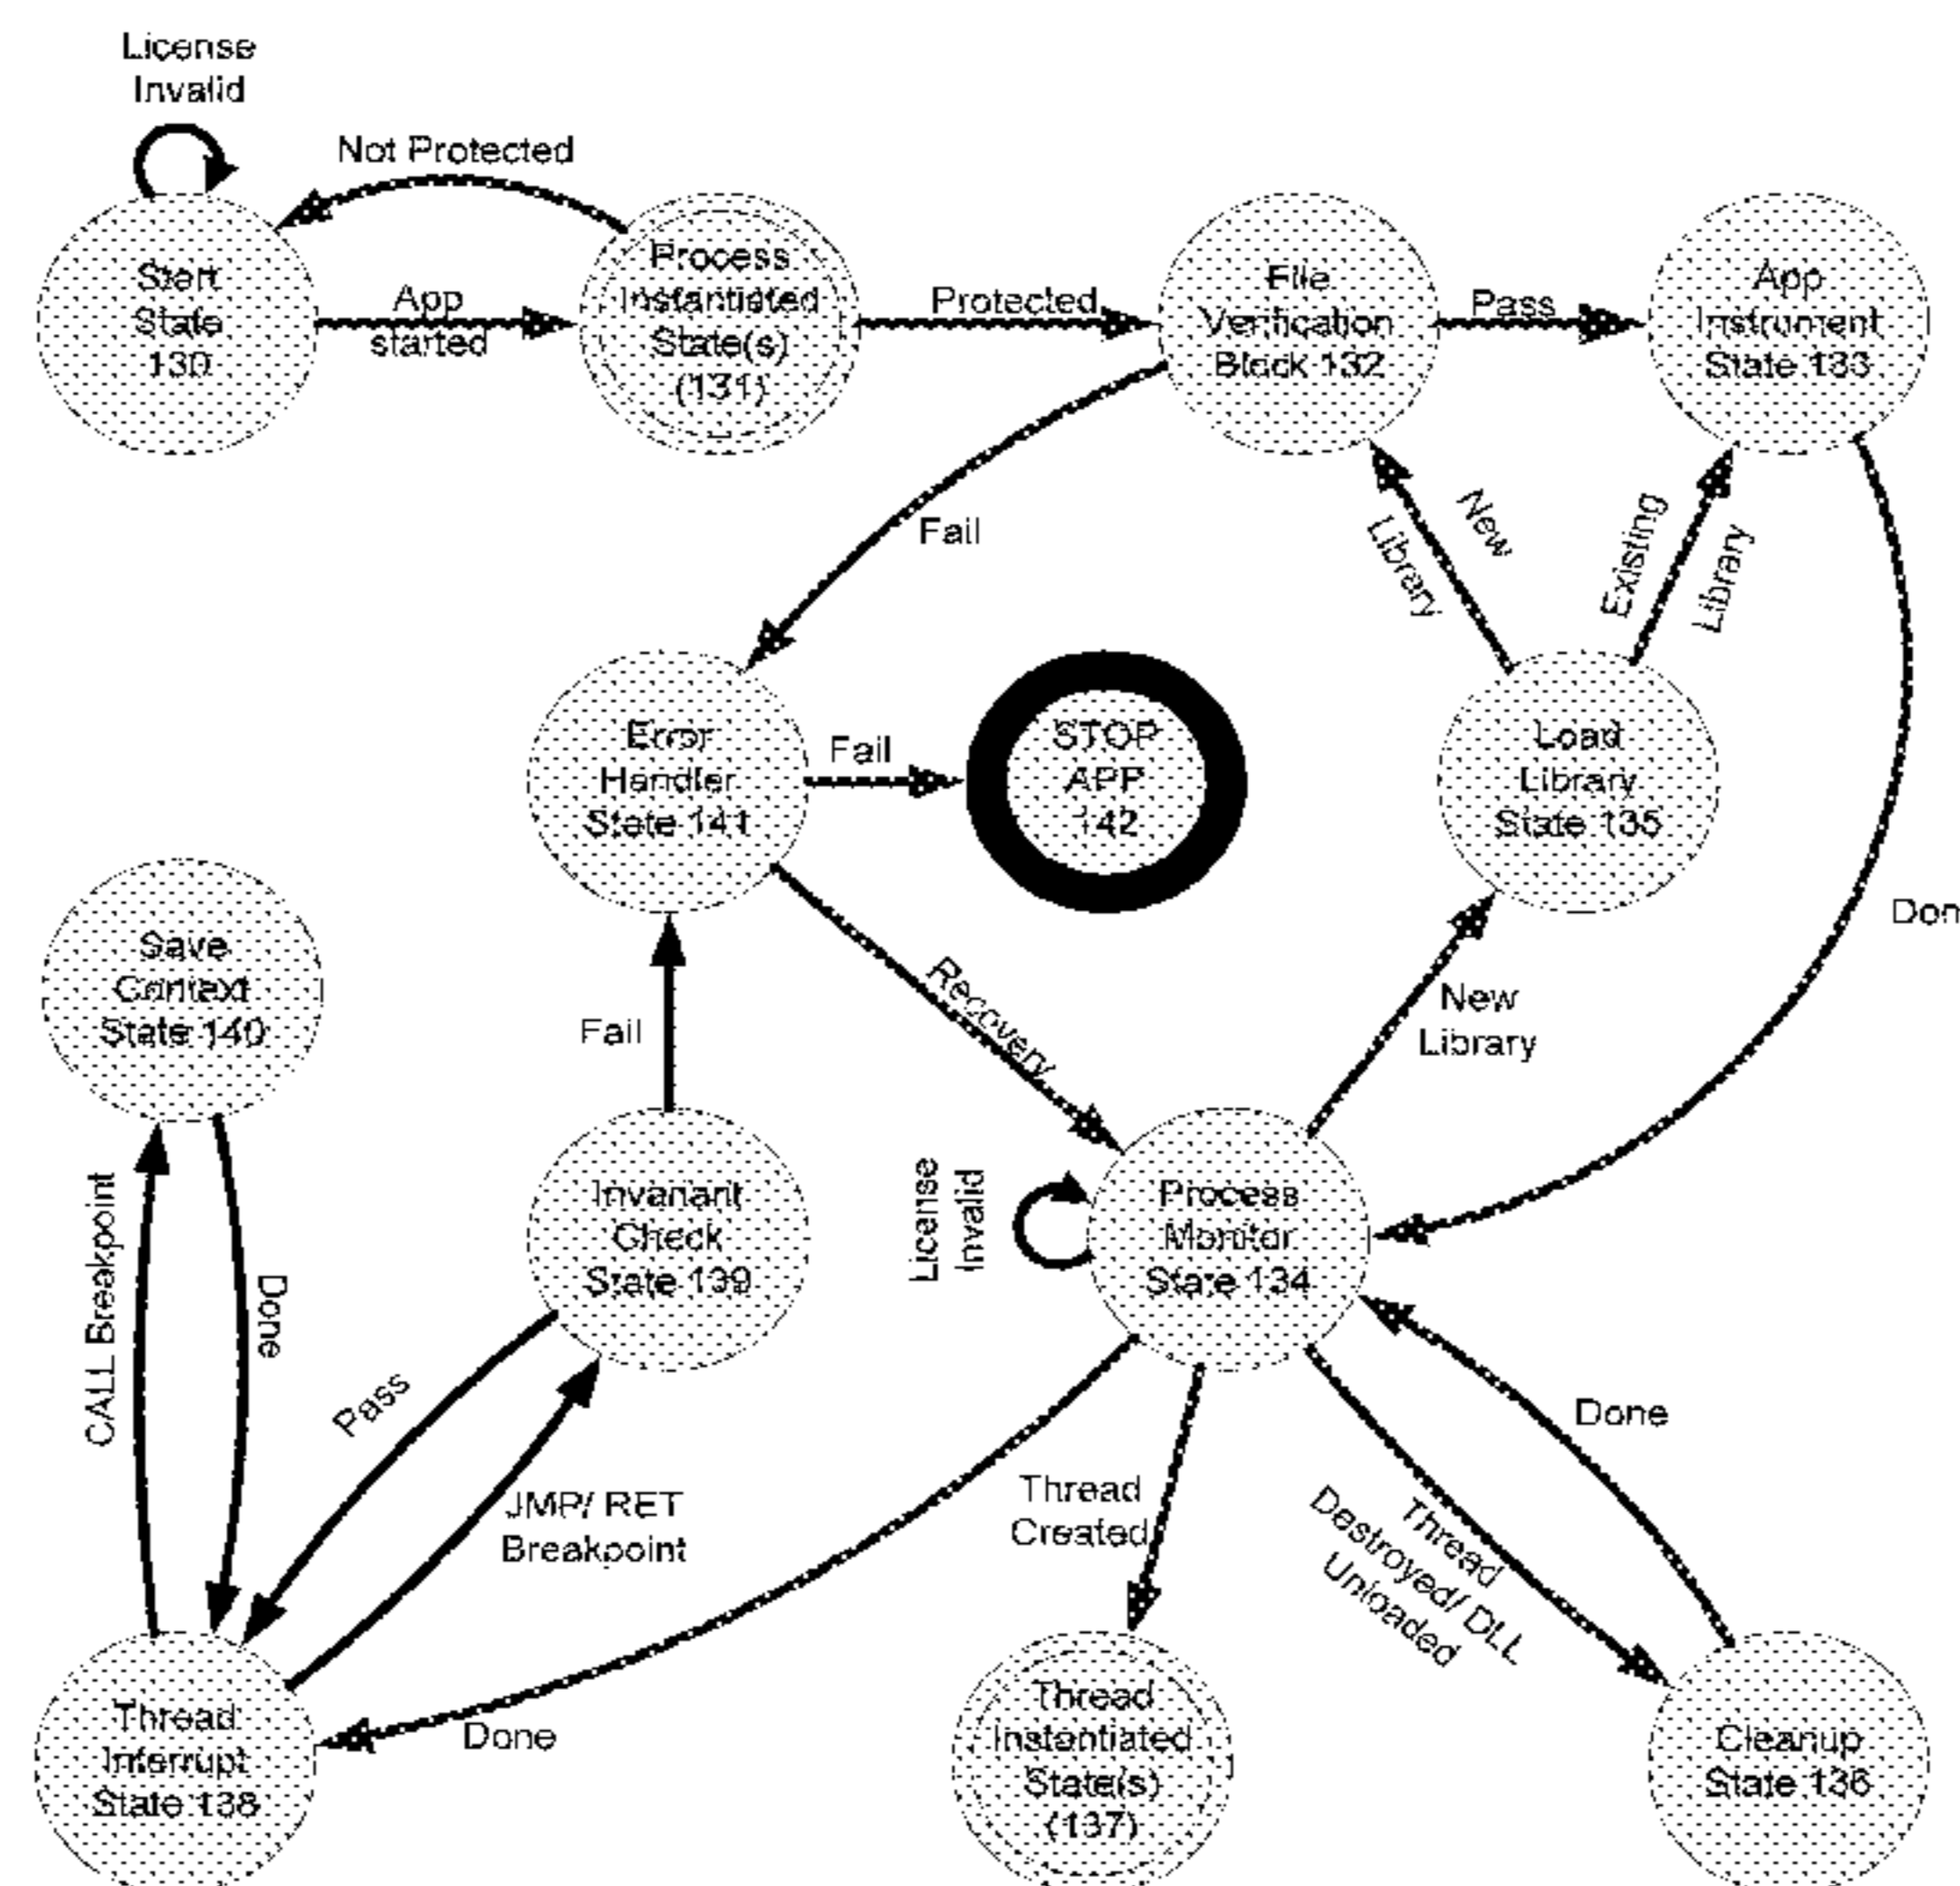 License
Invalid
Not Protected
Start
State
130
App
started
Process
Instantiated
State(s)
(131)
Protected
File
Verification
Block 132
Pass
App
Instrument
State 133
Fail
New
Library
Existing
Library
Error
Handler
State 141
Fail
STOP
APP
142
Load
Library
State 135
Don
Save
Context
State 140
Fail
Recovery
New
Library
CALL Breakpoint
Done
Invariant
Check
State 139
License
Invalid
Process
Monitor
State 134
Pass
JMP/ RET
Breakpoint
Thread
Created
Thread
Destroyed/ DLL
Unloaded
Done
Thread
Interrupt
State 138
Done
Thread
Instantiated
State(s)
(137)
Cleanup
State 136